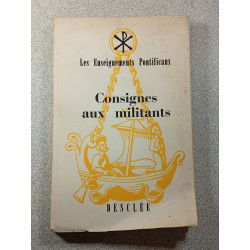 Les Enseignements Pontificaux
Consignes
aux militants
DESCLÉE